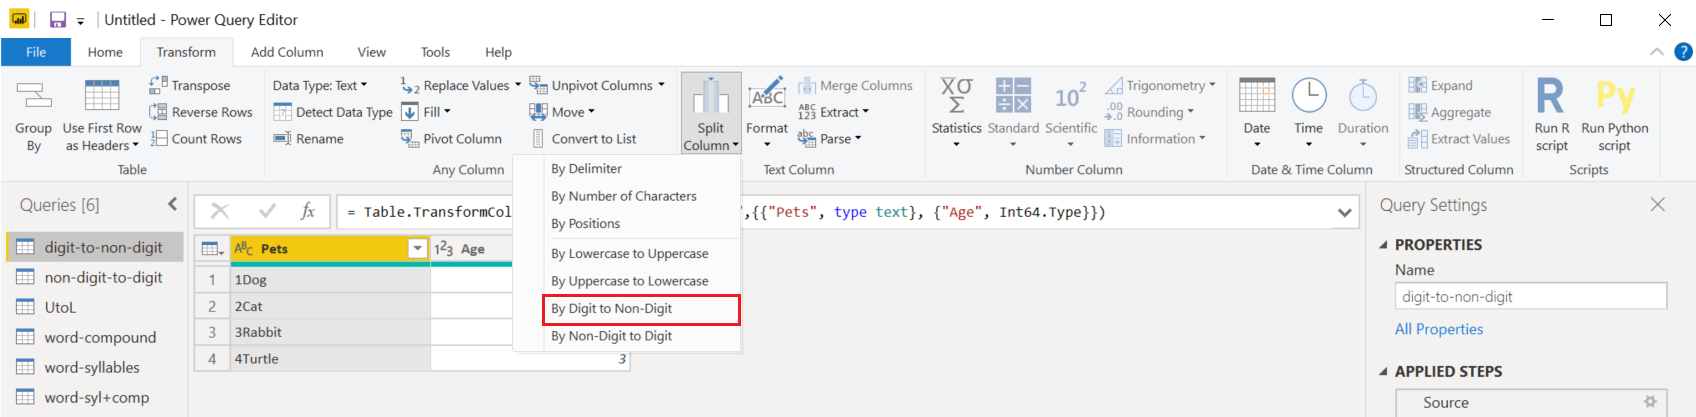 Untitled - Power Query Editor
File Home Transform Add Column View Tools Help
Group By
Use First Row as Headers
Transpose
Reverse Rows
Count Rows
Table
Data Type: Text
Detect Data Type
Rename
Replace Values
Fill
Pivot Column
Unpivot Columns
Move
Convert to List
Any Column
Split Column
Format
Merge Columns
Extract
Parse
Text Column
Statistics
Standard
Scientific
Trigonometry
Rounding
Information
Number Column
Date
Time
Duration
Date & Time Column
Expand
Aggregate
Extract Values
Structured Column
R
Run R script
Py
Run Python script
Scripts
By Delimiter
By Number of Characters
By Positions
By Lowercase to Uppercase
By Uppercase to Lowercase
By Digit to Non-Digit
By Non-Digit to Digit
Queries [6]
digit-to-non-digit
non-digit-to-digit
UtoL
word-compound
word-syllables
word-syl+comp
fx = Table.TransformCol ",{{"Pets", type text}, {"Age", Int64.Type}})
ABC Pets 123 Age
1 1Dog
2 2Cat
3 3Rabbit
4 4Turtle 3
Query Settings
PROPERTIES
Name
digit-to-non-digit
All Properties
APPLIED STEPS
Source